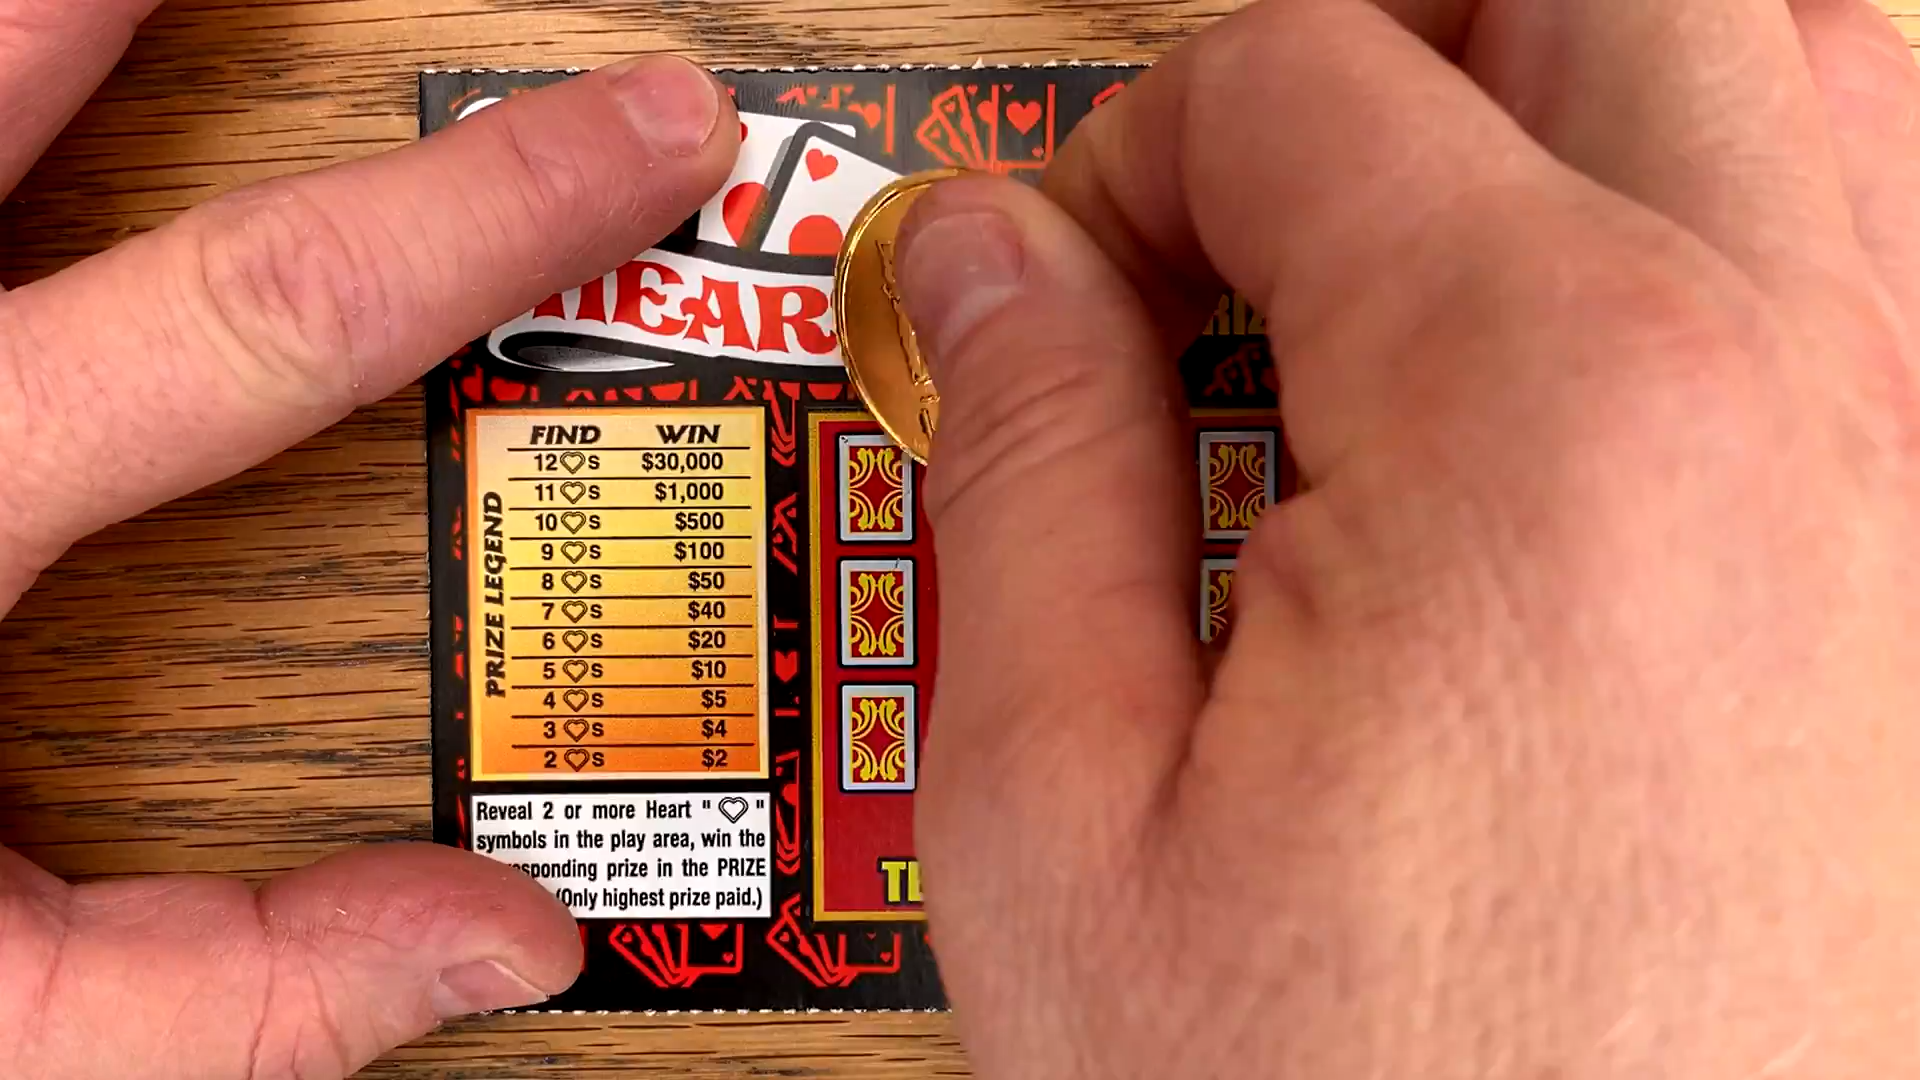 HEAR
FIND WIN
12♡s $30,000
11♡s $1,000
10♡s $500
9♡s $100
8♡s $50
7♡s $40
6♡s $20
5♡s $10
4♡s $5
3♡s $4
2♡s $2
PRIZE LEGEND
Reveal 2 or more Heart "♡"
symbols in the play area, win the
prize in the PRIZE
(Only highest prize paid.)